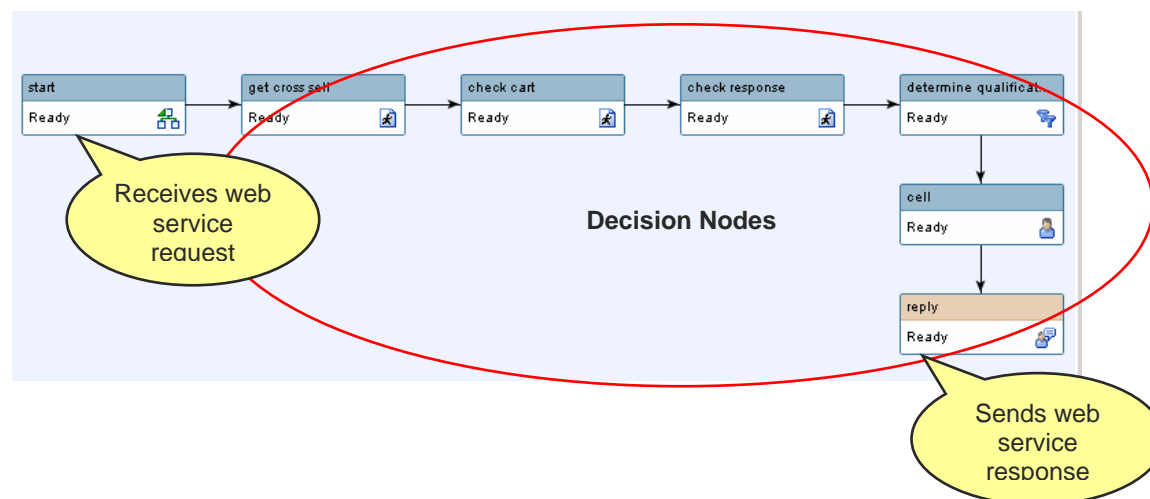 start
Ready
get cross sell
Ready
check cart
Ready
check response
Ready
determine qualificat...
Ready
Receives web
service
request
Decision Nodes
cell
Ready
reply
Ready
Sends web
service
response